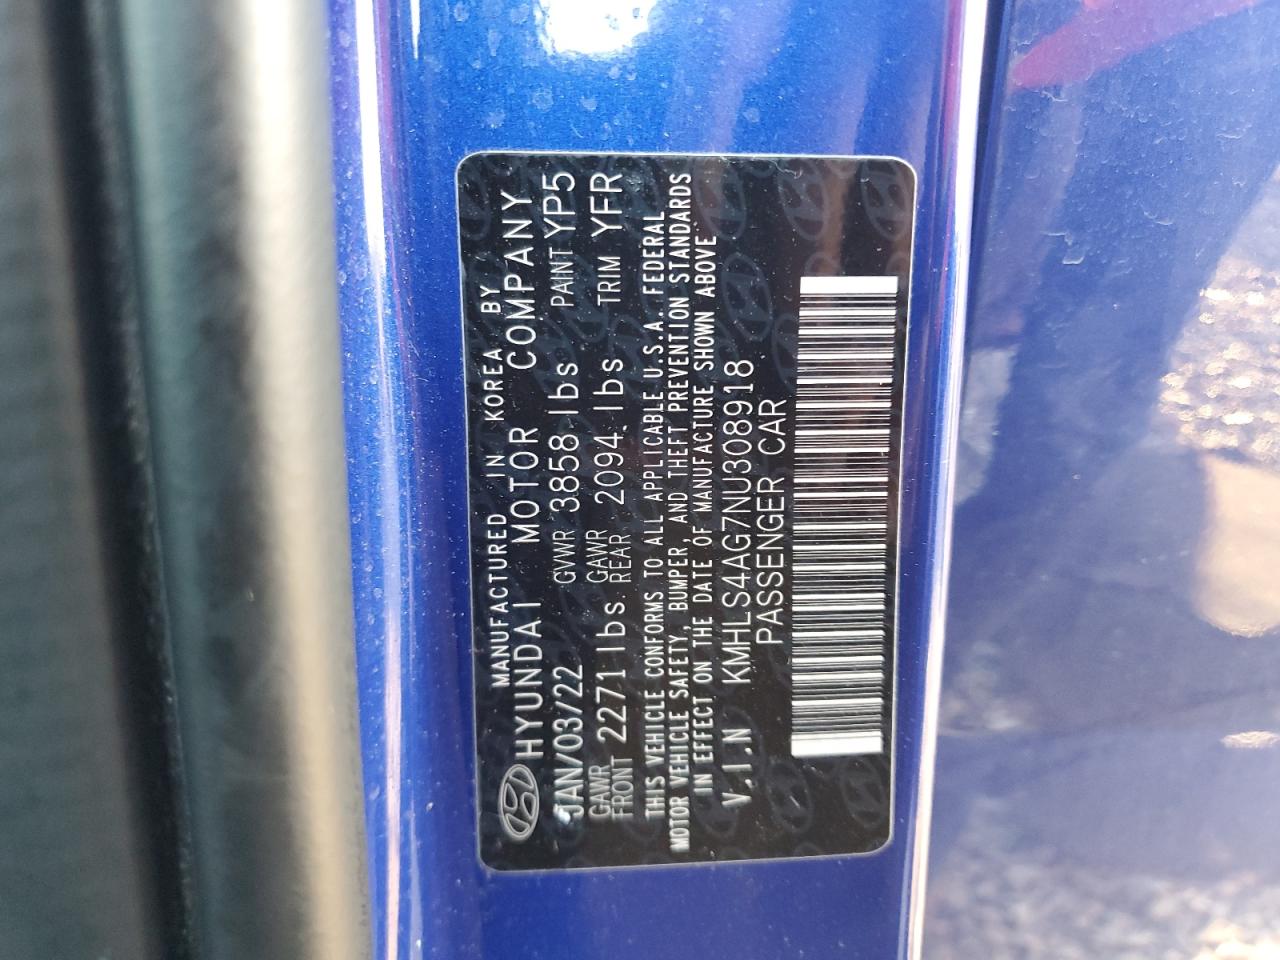 MANUFACTURED IN KOREA BY
HYUNDAI MOTOR COMPANY
JAN/03/22 GVWR 3858 lbs PAINT YP5
GAWR FRONT 2271 lbs. GAWR REAR 2094. lbs TRIM YFR
THIS VEHICLE CONFORMS TO ALL APPLICABLE U.S.A. FEDERAL
MOTOR VEHICLE SAFETY, BUMPER, AND THEFT PREVENTION STANDARDS
IN EFFECT ON THE DATE OF MANUFACTURE SHOWN ABOVE
V.I.N KMHLS4AG7NU308918
PASSENGER CAR